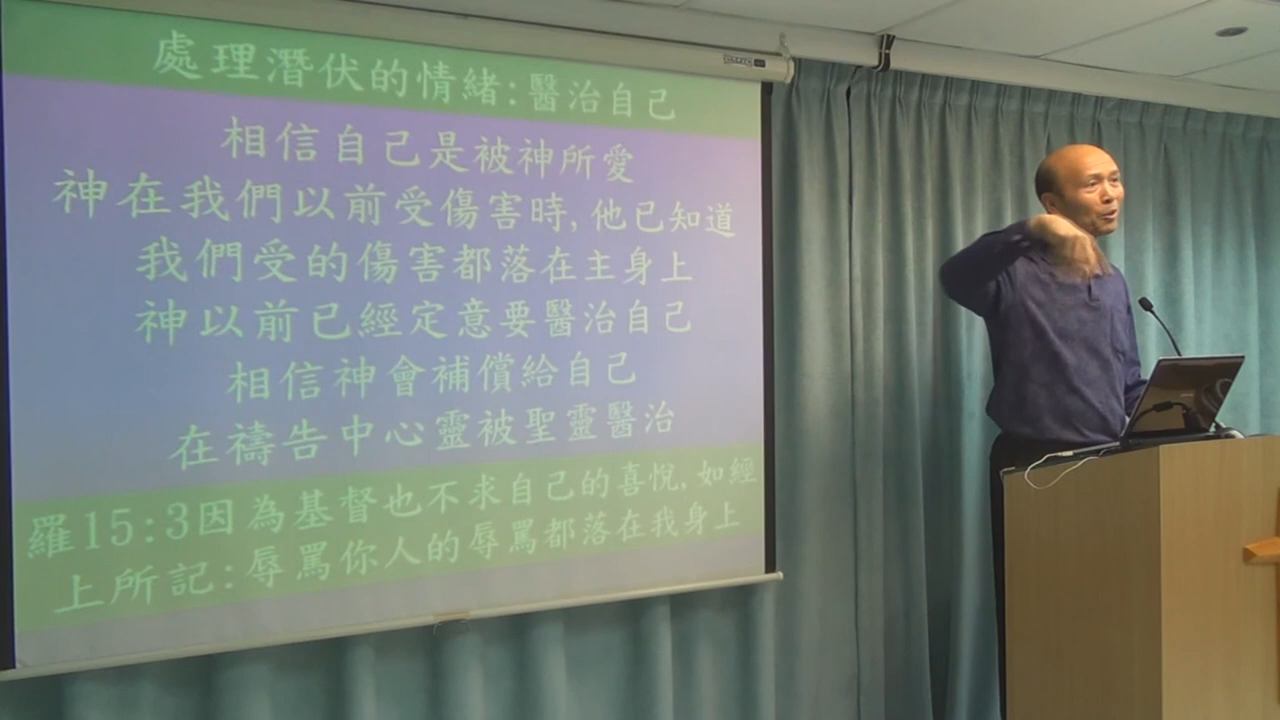 處理潛伏的情緒:醫治自己
相信自己是被神所愛
神在我們以前受傷害時,他已知道
我們受的傷害都落在主身上
神以前已經定意要醫治自己
相信神會補償給自己
在禱告中心靈被聖靈醫治
羅15:3因為基督也不求自己的喜悅,如經
上所記:辱罵你人的辱罵都落在我身上